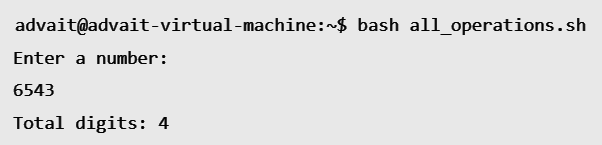 advait@advait-virtual-machine:~$ bash all_operations.sh
Enter a number:
6543
Total digits: 4